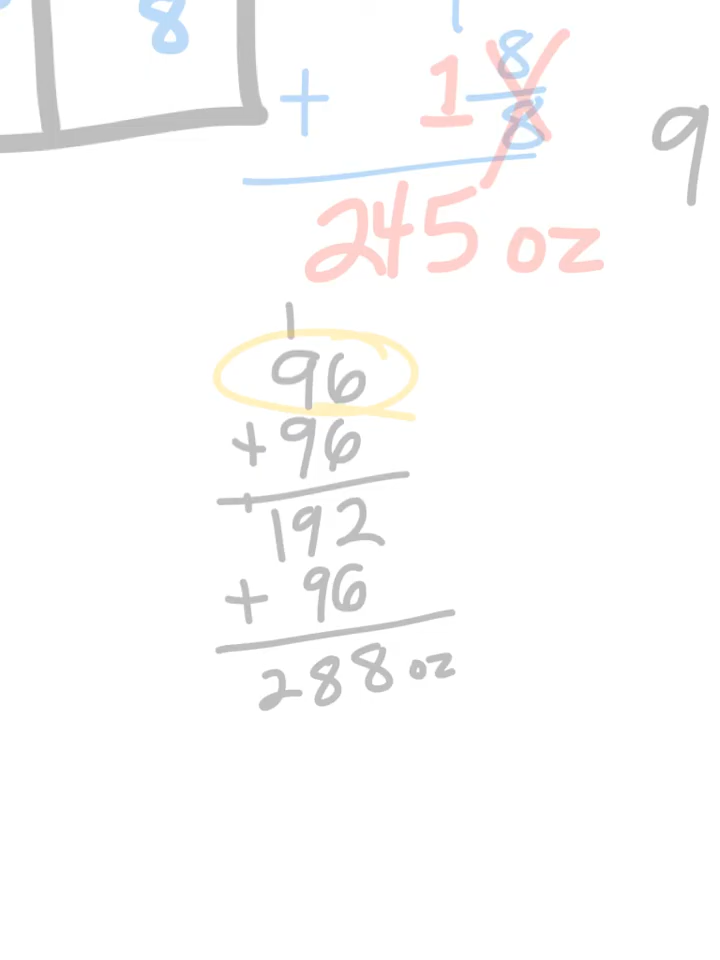 8
+ 1 8/8
245 oz
9
1
96
+ 96
192
+ 96
288 oz